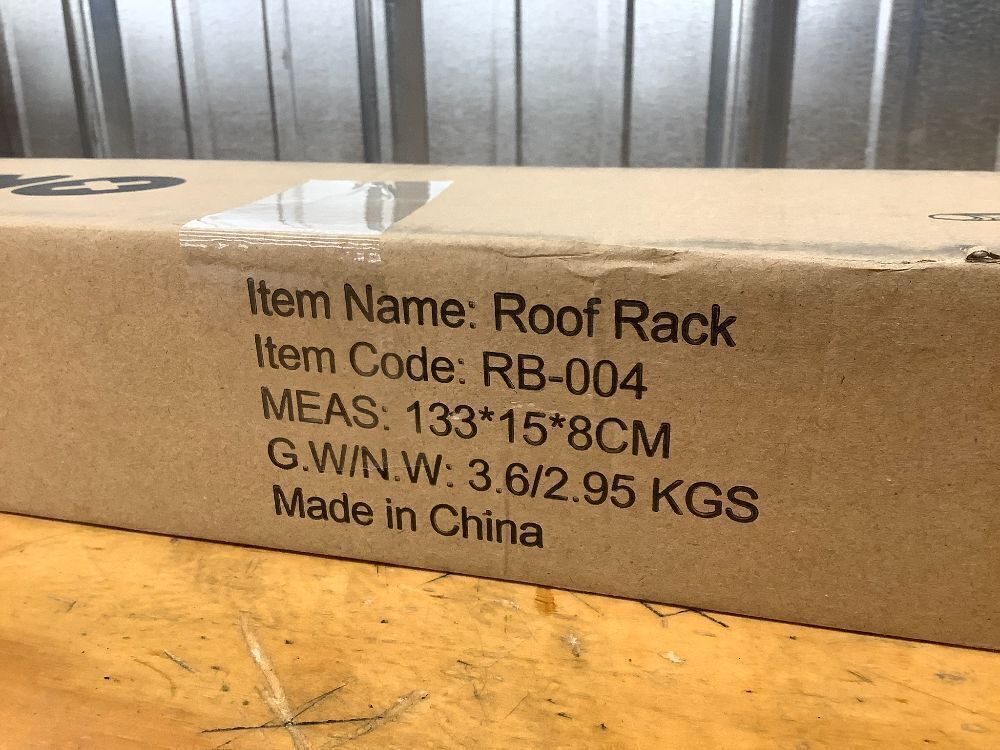 Item Name: Roof Rack
Item Code: RB-004
MEAS: 133*15*8CM
G.W/N.W: 3.6/2.95 KGS
Made in China